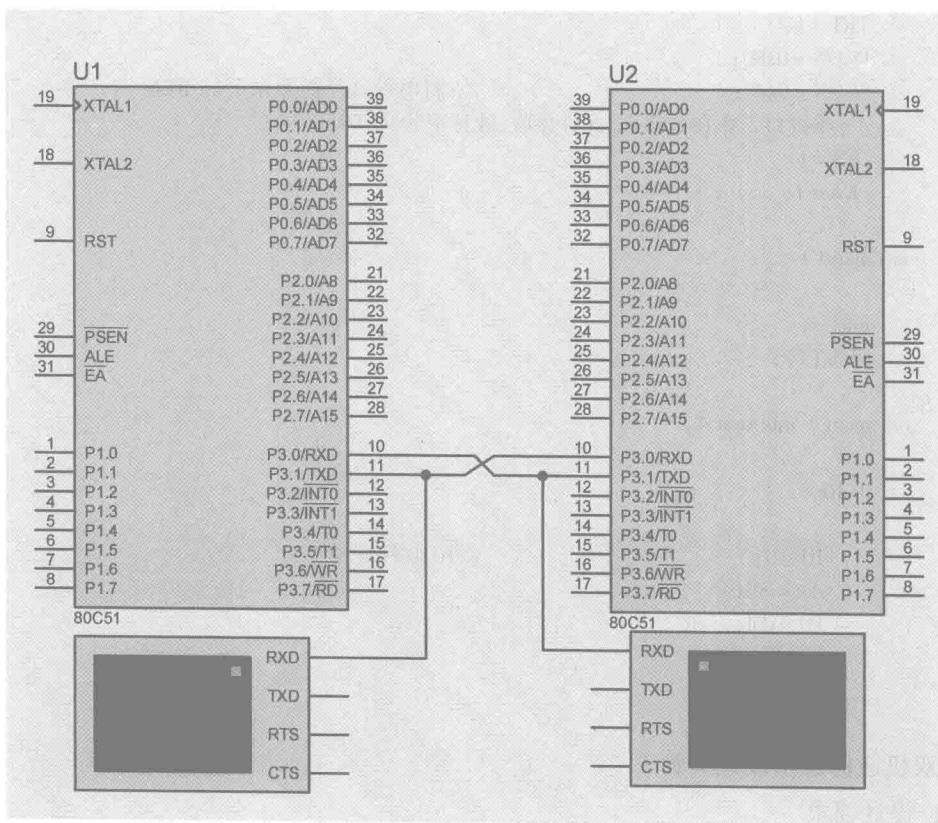 U1
19
XTAL1
18
XTAL2
9
RST
29
PSEN
30
ALE
31
EA
1
P1.0
2
P1.1
3
P1.2
4
P1.3
5
P1.4
6
P1.5
7
P1.6
8
P1.7
P0.0/AD0
39
P0.1/AD1
38
P0.2/AD2
37
P0.3/AD3
36
P0.4/AD4
35
P0.5/AD5
34
P0.6/AD6
33
P0.7/AD7
32
P2.0/A8
21
P2.1/A9
22
P2.2/A10
23
P2.3/A11
24
P2.4/A12
25
P2.5/A13
26
P2.6/A14
27
P2.7/A15
28
P3.0/RXD
10
P3.1/TXD
11
P3.2/INT0
12
P3.3/INT1
13
P3.4/T0
14
P3.5/T1
15
P3.6/WR
16
P3.7/RD
17
80C51
U2
39
P0.0/AD0
38
P0.1/AD1
37
P0.2/AD2
36
P0.3/AD3
35
P0.4/AD4
34
P0.5/AD5
33
P0.6/AD6
32
P0.7/AD7
21
P2.0/A8
22
P2.1/A9
23
P2.2/A10
24
P2.3/A11
25
P2.4/A12
26
P2.5/A13
27
P2.6/A14
28
P2.7/A15
10
P3.0/RXD
11
P3.1/TXD
12
P3.2/INT0
13
P3.3/INT1
14
P3.4/T0
15
P3.5/T1
16
P3.6/WR
17
P3.7/RD
XTAL1
19
XTAL2
18
RST
9
PSEN
29
ALE
30
EA
31
P1.0
1
P1.1
2
P1.2
3
P1.3
4
P1.4
5
P1.5
6
P1.6
7
P1.7
8
80C51
RXD
TXD
RTS
CTS
RXD
TXD
RTS
CTS